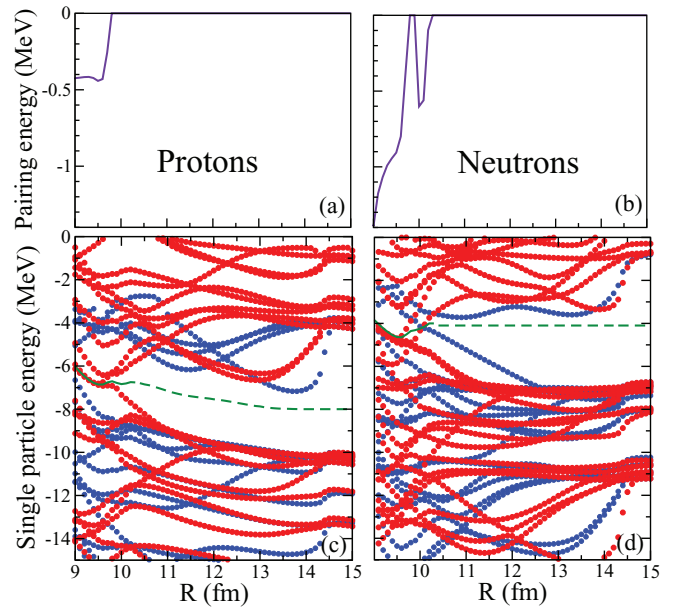 Pairing energy (MeV)
0
-0.5
-1
Protons
(a)
Neutrons
(b)
Single particle energy (MeV)
0
-2
-4
-6
-8
-10
-12
-14
(c)
(d)
9 10 11 12 13 14 15
10 11 12 13 14 15
R (fm)
R (fm)